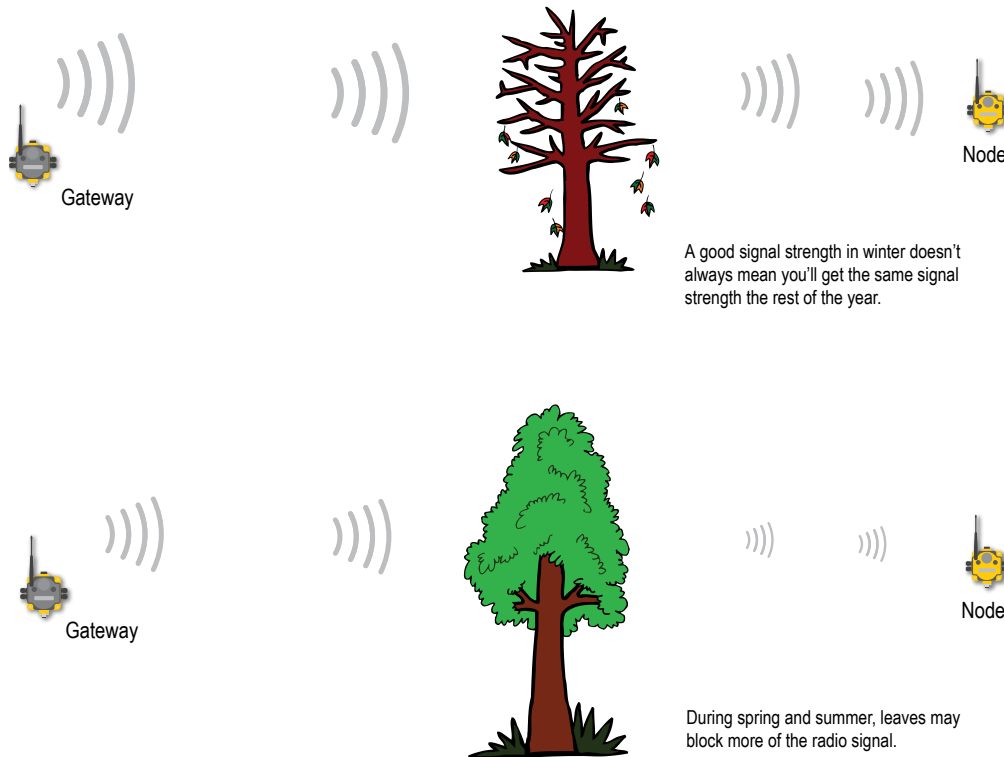 Gateway
Node
A good signal strength in winter doesn’t
always mean you’ll get the same signal
strength the rest of the year.
Gateway
Node
During spring and summer, leaves may
block more of the radio signal.